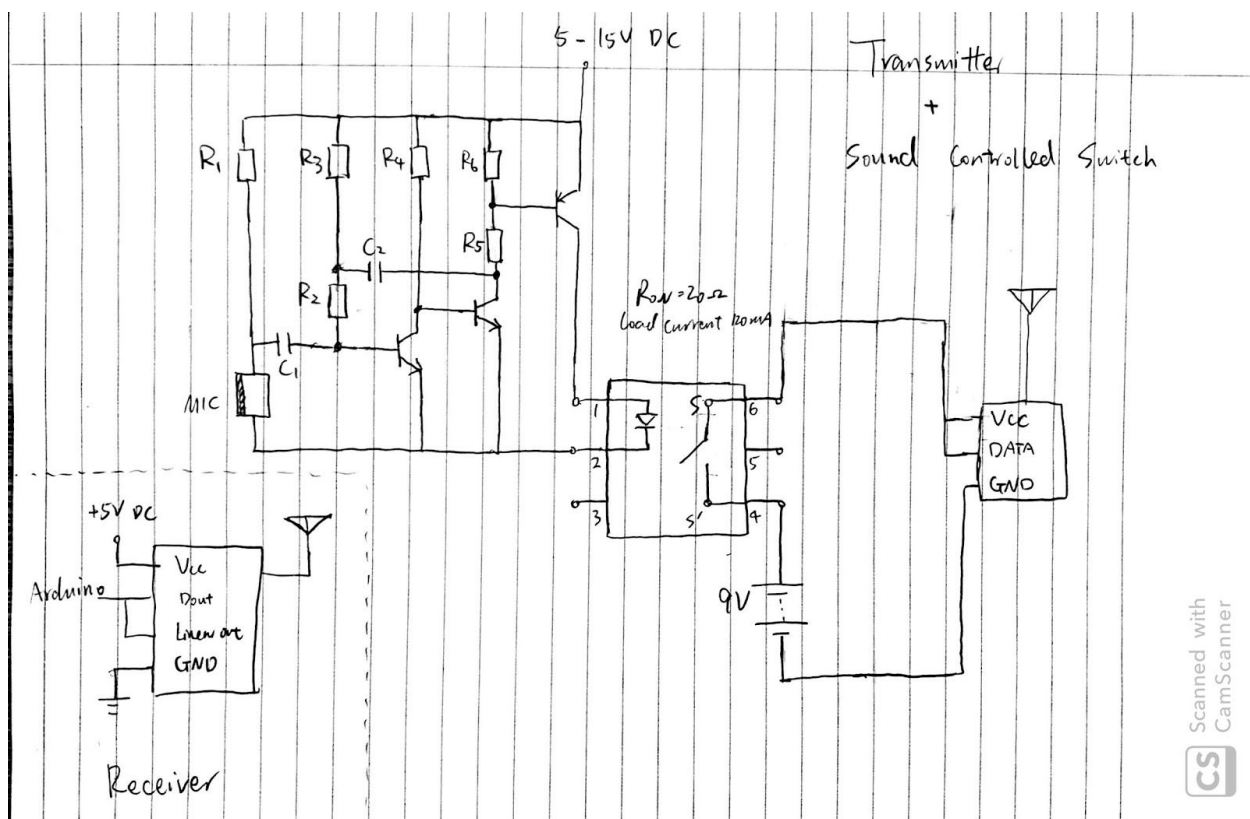 5 - 15V DC
Transmitter
+
Sound Controlled Switch
R1
R3
R4
R6
R5
C2
R2
C1
MIC
RON=20Ω
Load current 120mA
1
2
3
S
S'
6
5
4
Vcc
DATA
GND
9V
+5V DC
Arduino
Vcc
Dout
Linew out
GND
Receiver
CS
Scanned with
CamScanner